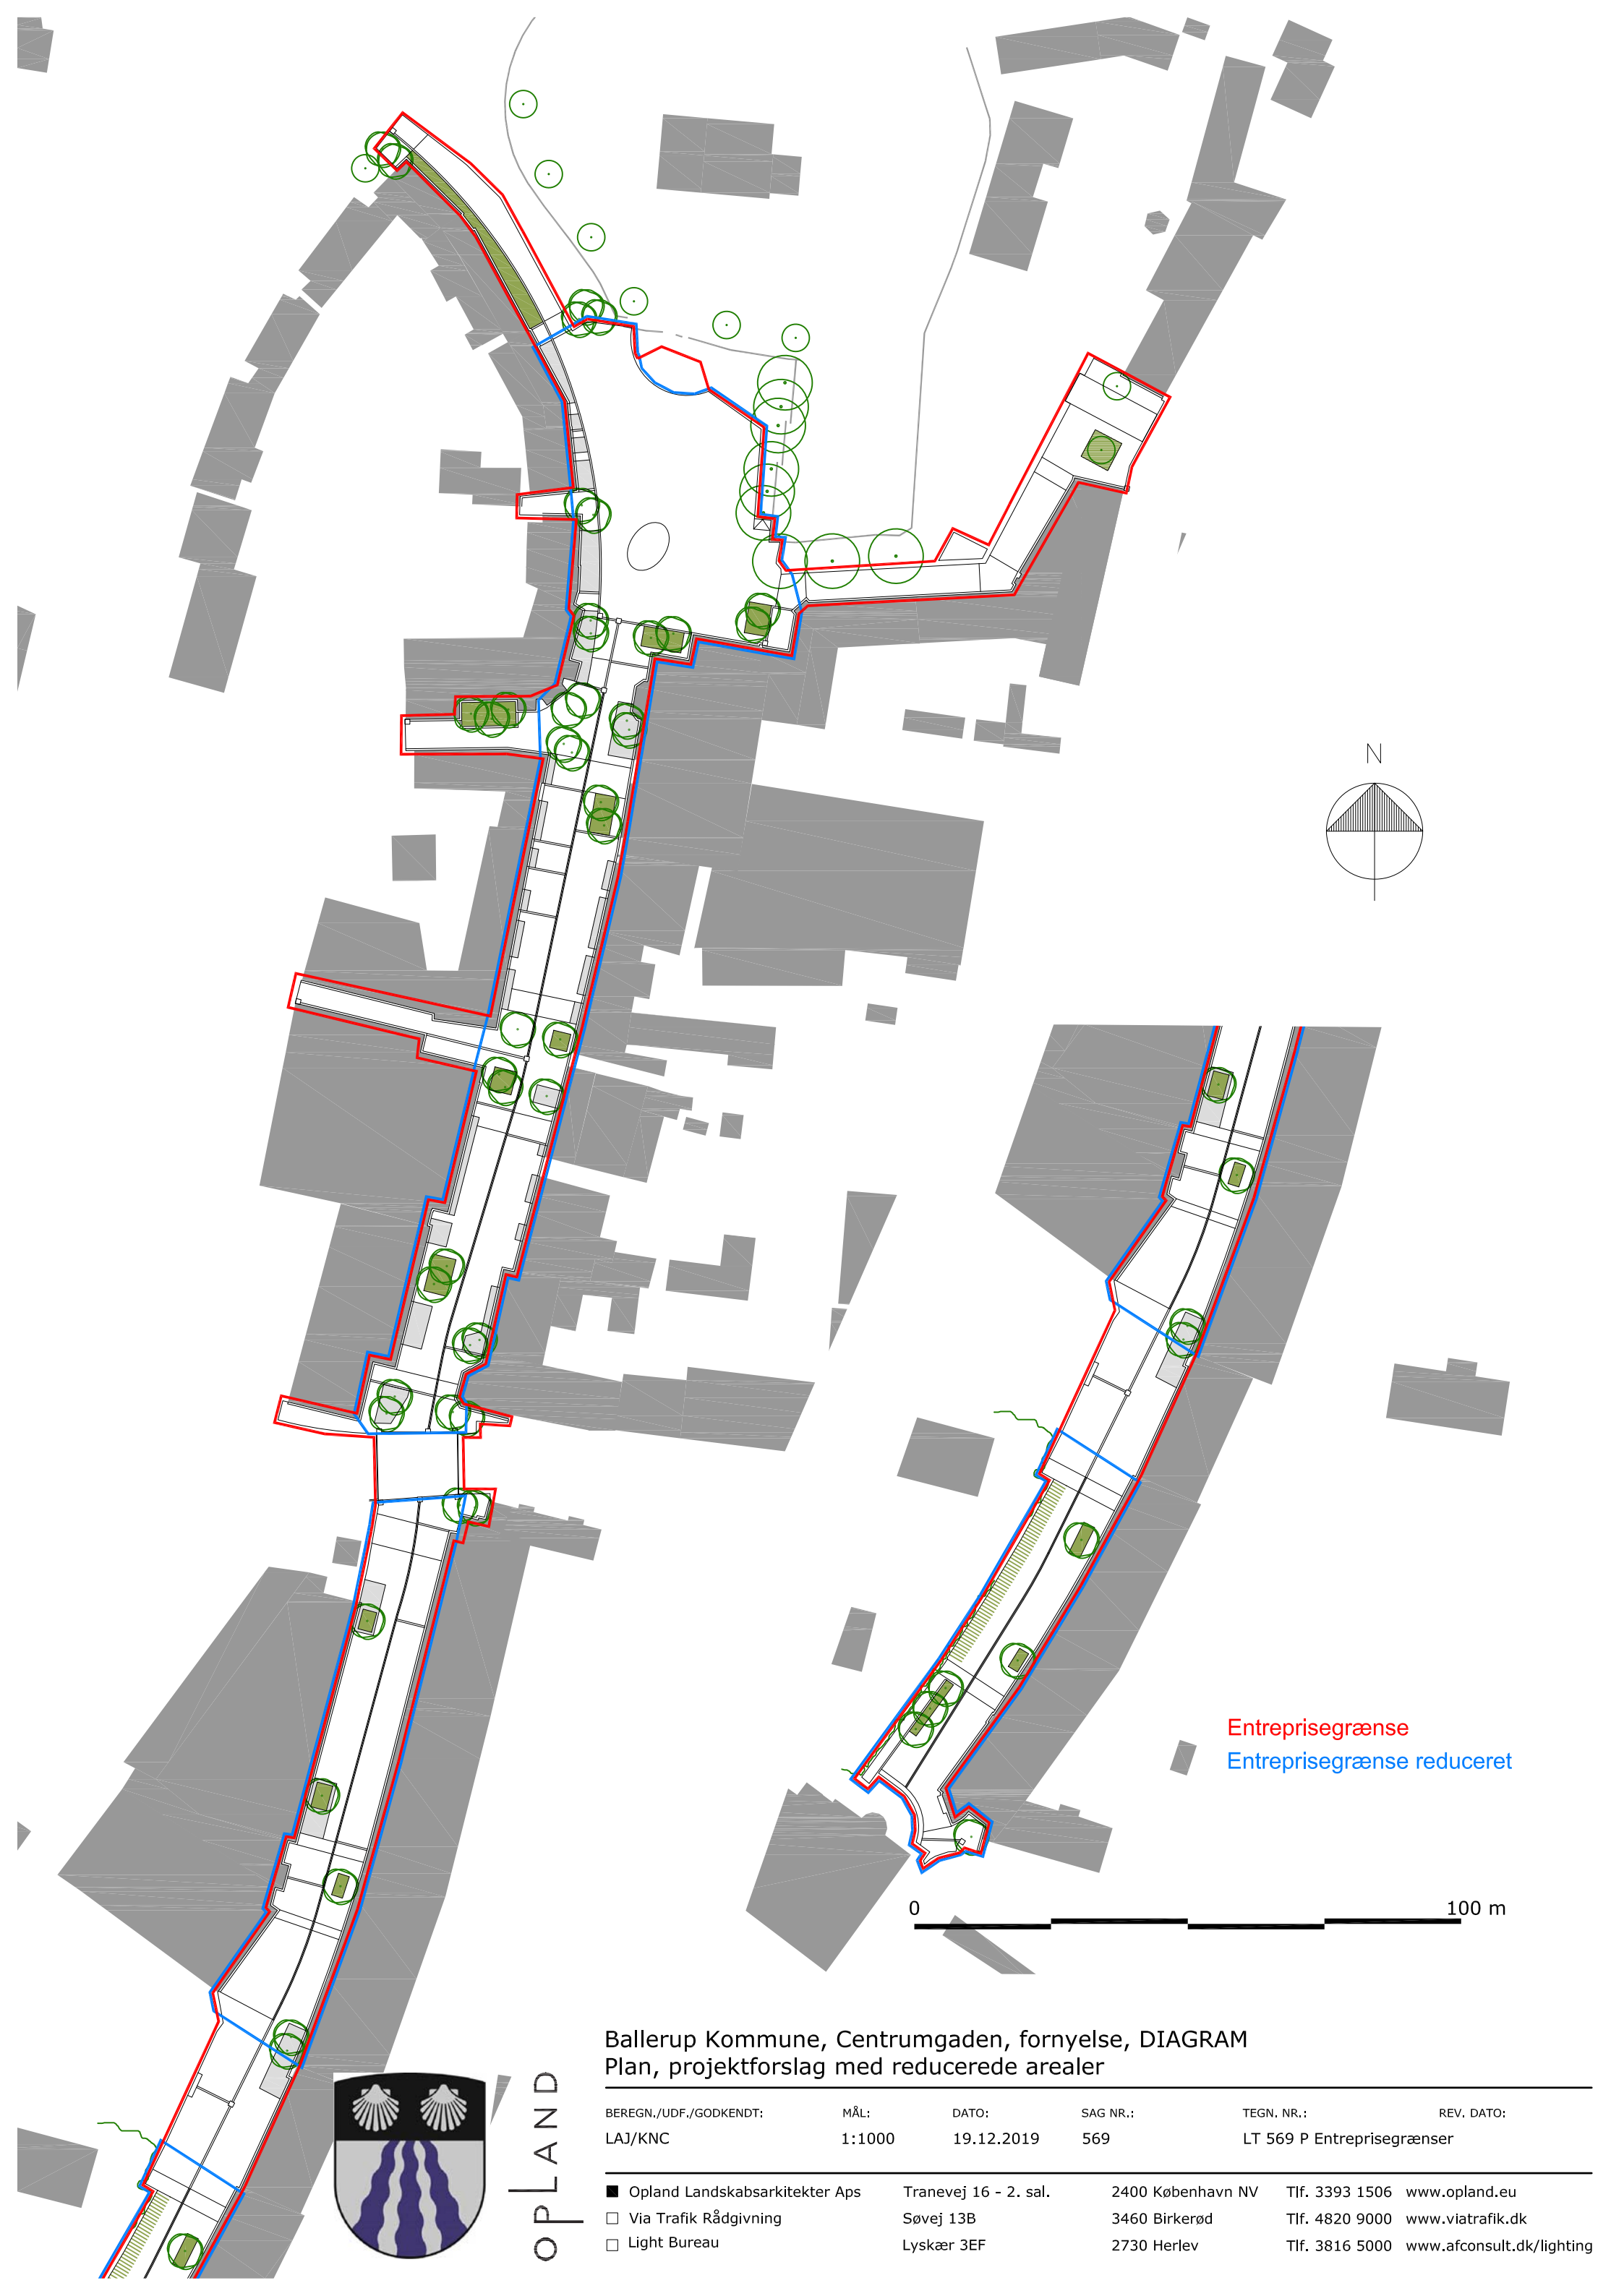 N
Entreprisegrænse
Entreprisegrænse reduceret
0 100 m
Ballerup Kommune, Centrumgaden, fornyelse, DIAGRAM
Plan, projektforslag med reducerede arealer
BEREGN./UDF./GODKENDT: MÅL: DATO: SAG NR.: TEGN. NR.: REV. DATO:
LAJ/KNC 1:1000 19.12.2019 569 LT 569 P Entreprisegrænser
OPLAND
Opland Landskabsarkitekter Aps Tranevej 16 - 2. sal. 2400 København NV Tlf. 3393 1506 www.opland.eu
Via Trafik Rådgivning Søvej 13B 3460 Birkerød Tlf. 4820 9000 www.viatrafik.dk
Light Bureau Lyskær 3EF 2730 Herlev Tlf. 3816 5000 www.afconsult.dk/lighting